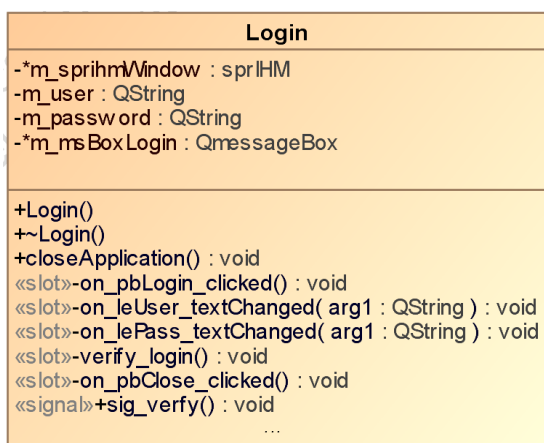 Login
-*m_sprihmWindow : sprIHM
-m_user : QString
-m_password : QString
-*m_msBoxLogin : QmessageBox
+Login()
+~Login()
+closeApplication() : void
«slot»-on_pbLogin_clicked() : void
«slot»-on_leUser_textChanged( arg1 : QString ) : void
«slot»-on_lePass_textChanged( arg1 : QString ) : void
«slot»-verify_login() : void
«slot»-on_pbClose_clicked() : void
«signal»+sig_verfy() : void
...